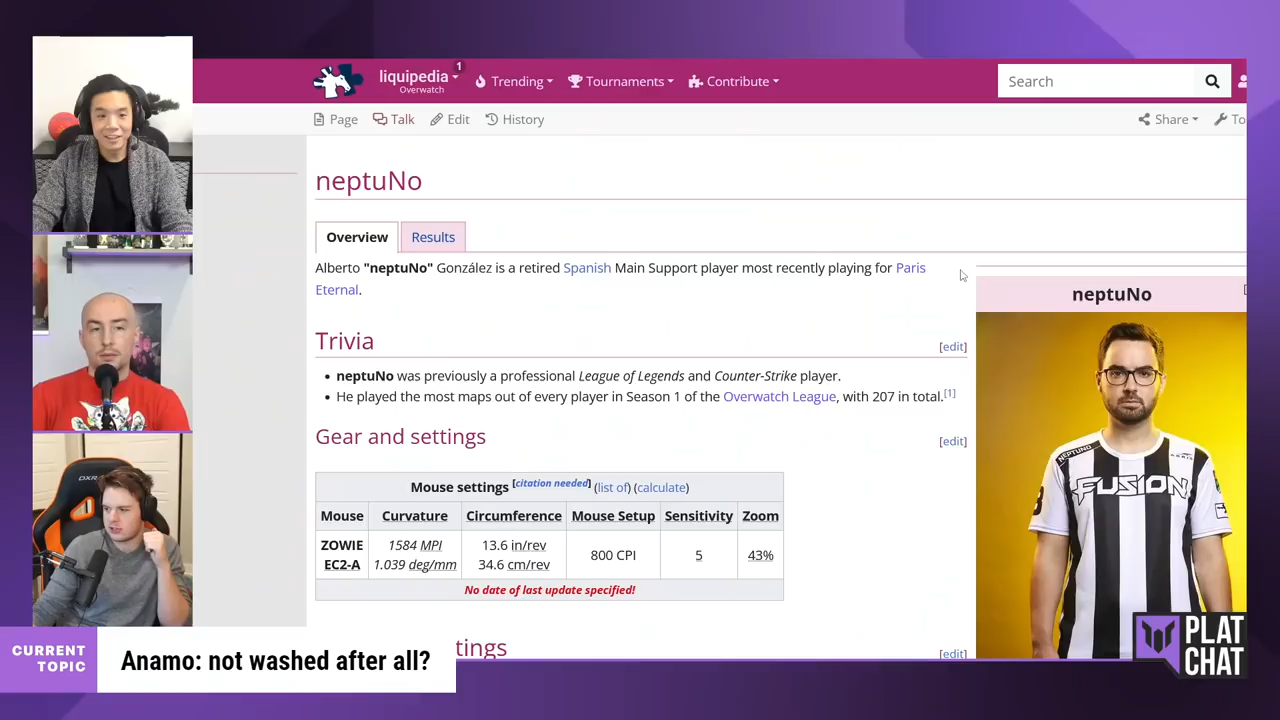 liquipedia
1
Overwatch
Trending
Tournaments
Contribute
Search
Page
Talk
Edit
History
Share
To
neptuNo
Overview
Results
Alberto "neptuNo" González is a retired Spanish Main Support player most recently playing for Paris
Eternal.
neptuNo
Trivia
[edit]
neptuNo was previously a professional League of Legends and Counter-Strike player.
He played the most maps out of every player in Season 1 of the Overwatch League, with 207 in total.[1]
Gear and settings
[edit]
Mouse settings [citation needed] (list of) (calculate)
Mouse Curvature Circumference Mouse Setup Sensitivity Zoom
ZOWIE EC2-A
1584 MPI
1.039 deg/mm
13.6 in/rev
34.6 cm/rev
800 CPI
5
43%
No date of last update specified!
tings
[edit]
NEPTUNO
FUSION
DXR
CURRENT
TOPIC
Anamo: not washed after all?
PLAT
CHAT